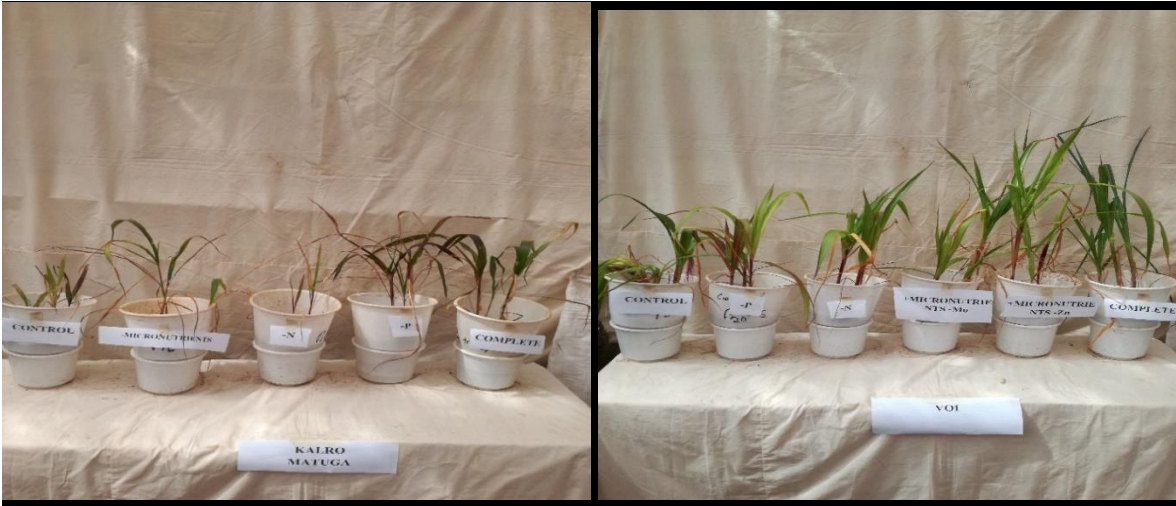 CONTROL
-MICRONUTRIENTS
-N
-P
COMPLETE
KALRO
MATUGA
CONTROL
-P
-N
+MICRONUTRIE
NTS -Mo
+MICRONUTRIE
NTS -Zn
COMPLETE
VOI